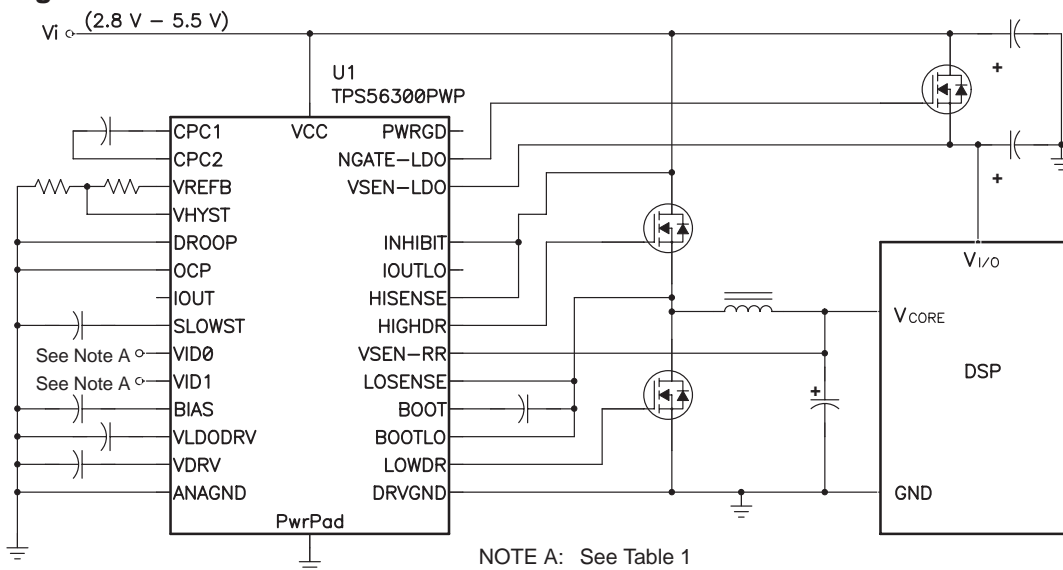 (2.8 V – 5.5 V)
Vi
U1
TPS56300PWP
VCC
CPC1
CPC2
VREFB
VHYST
DROOP
OCP
IOUT
SLOWST
See Note A
VID0
See Note A
VID1
BIAS
VLDODRV
VDRV
ANAGND
PWRGD
NGATE–LDO
VSEN–LDO
INHIBIT
IOUTLO
HISENSE
HIGHDR
VSEN–RR
LOSENSE
BOOT
BOOTLO
LOWDR
DRVGND
PwrPad
+
+
+
VI/O
VCORE
DSP
GND
NOTE A: See Table 1